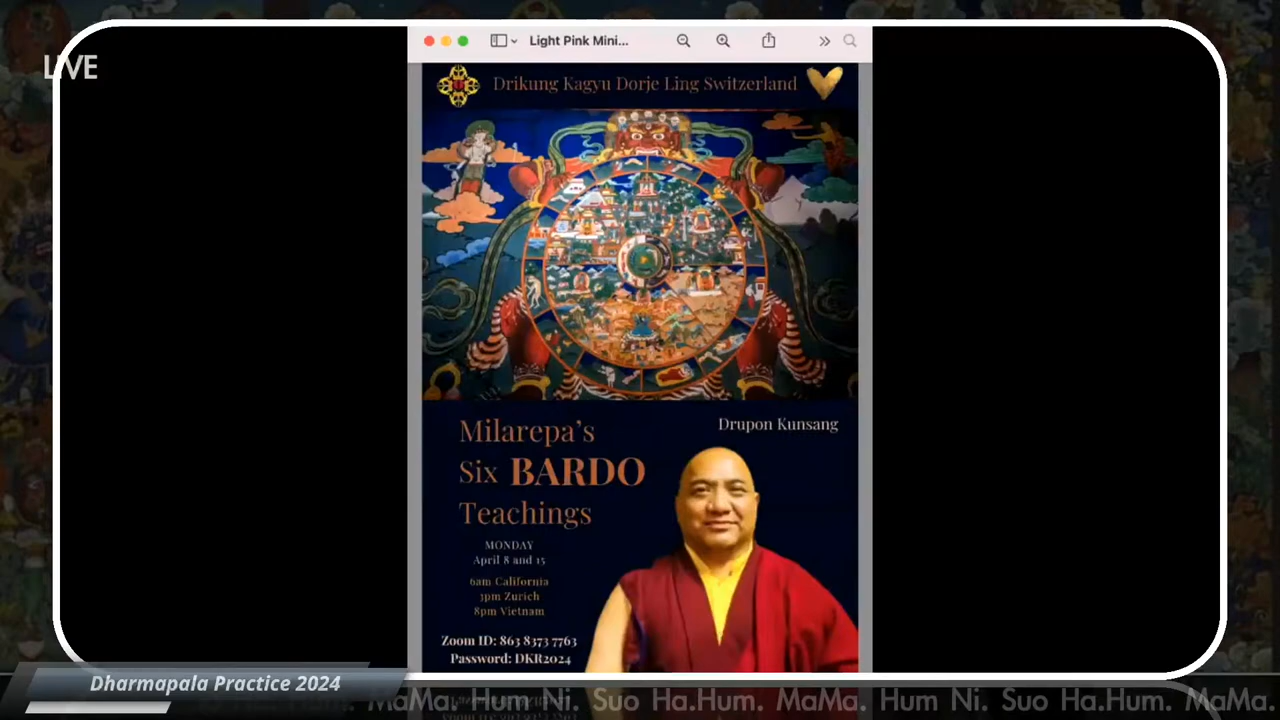 LIVE
Light Pink Mini...
Drikung Kagyu Dorje Ling Switzerland
Milarepa's
Six BARDO
Teachings
Drupon Kunsang
MONDAY
April 8 and 15
6am California
3pm Zurich
8pm Vietnam
Zoom ID: 863 8373 7763
Password: DKR2024
Dharmapala Practice 2024
MaMa. Hum Ni. Suo Ha.Hum. MaMa. Hum Ni. Suo Ha.Hum. MaMa.